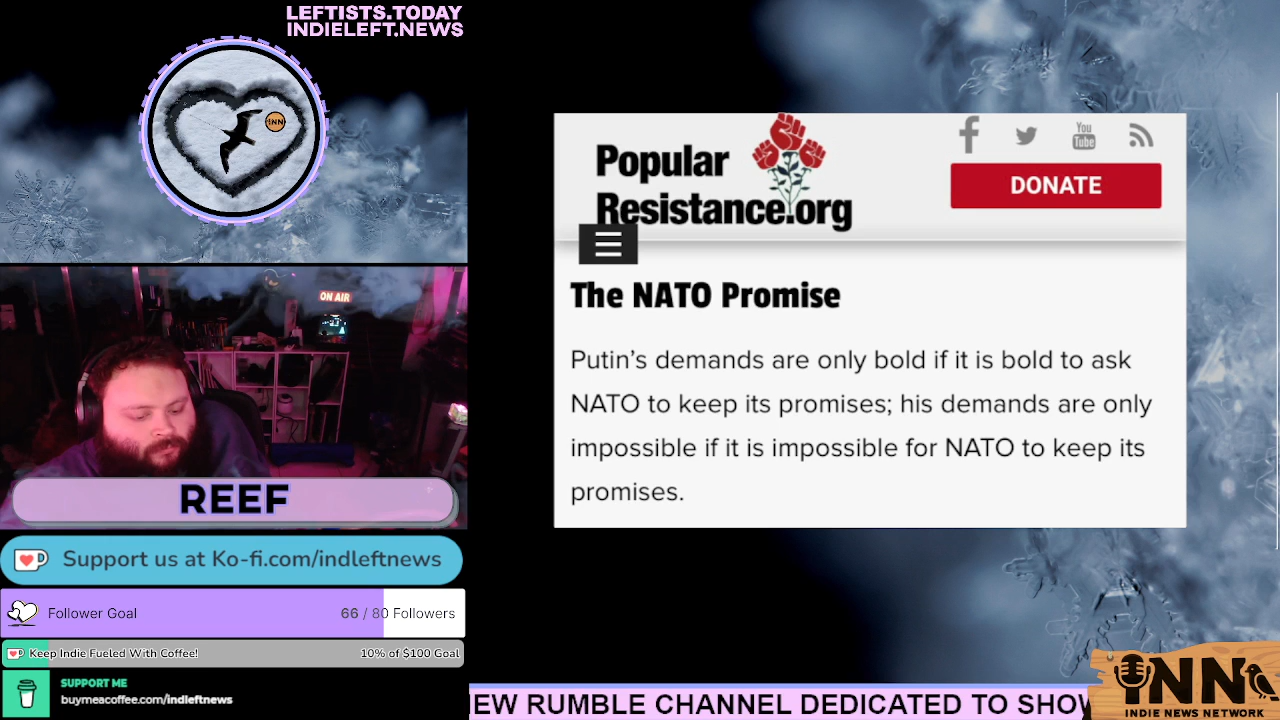 LEFTISTS.TODAY
INDIELEFT.NEWS
INN
ON AIR
REEF
Support us at Ko-fi.com/indleftnews
Follower Goal
66 / 80 Followers
Keep Indie Fueled With Coffee!
10% of $100 Goal
SUPPORT ME
buymeacoffee.com/indleftnews
Popular
Resistance.org
You
Tube
DONATE
The NATO Promise
Putin’s demands are only bold if it is bold to ask
NATO to keep its promises; his demands are only
impossible if it is impossible for NATO to keep its
promises.
EW RUMBLE CHANNEL DEDICATED TO SHOW
INN
INDIE NEWS NETWORK